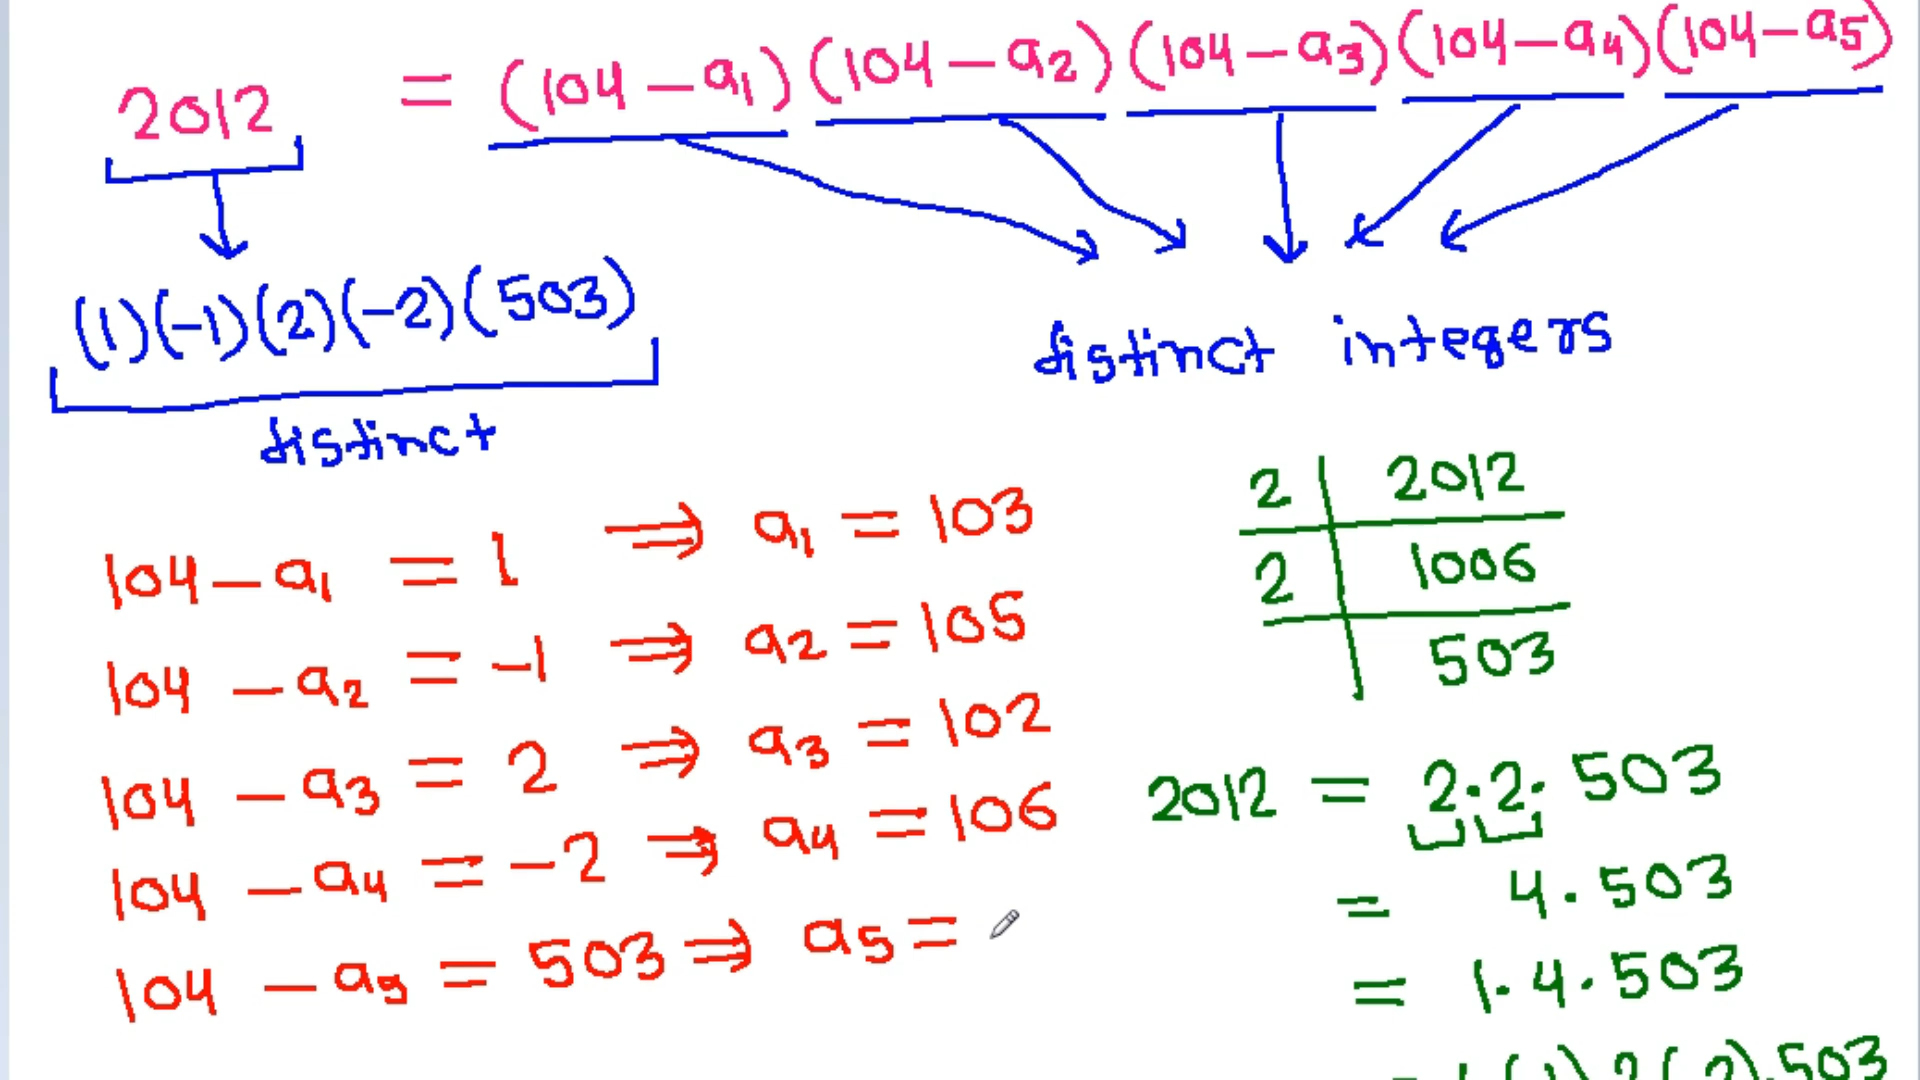 2012 = (104 - a1) (104 - a2) (104 - a3) (104 - a4) (104 - a5)
(1)(-1)(2)(-2)(503)
distinct
distinct integers
104 - a1 = 1 ⟹ a1 = 103
104 - a2 = -1 ⟹ a2 = 105
104 - a3 = 2 ⟹ a3 = 102
104 - a4 = -2 ⟹ a4 = 106
104 - a5 = 503 ⟹ a5 =
2 | 2012
2 | 1006
503
2012 = 2·2·503
= 4·503
= 1·4·503